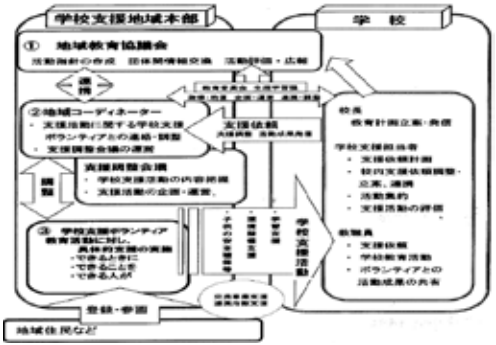 学校支援地域本部
① 地域教育協議会
活動指針の作成 団体間情報交換 活動評価・広報
連携
②地域コーディネーター
・支援活動に関する学校支援
ボランティアとの連絡・調整
・支援調整会議の運営
支援調整会議
・学校支援活動の内容把握
・支援活動の企画・運営
調整
③ 学校支援ボランティア
教育活動に対し、
具体的支援の実施
・できるときに
・できることを
・できる人が
登録・参画
地域住民など
支援依頼
学校支援活動
・学習支援
学校
校長
教育計画立案・発信
学校支援担当者
・支援依頼計画
・校内支援依頼調整・
立案、連携
・活動集約
・支援活動の評価
教職員
・支援依頼
・学校教育活動
・ボランティアとの
活動成果の共有